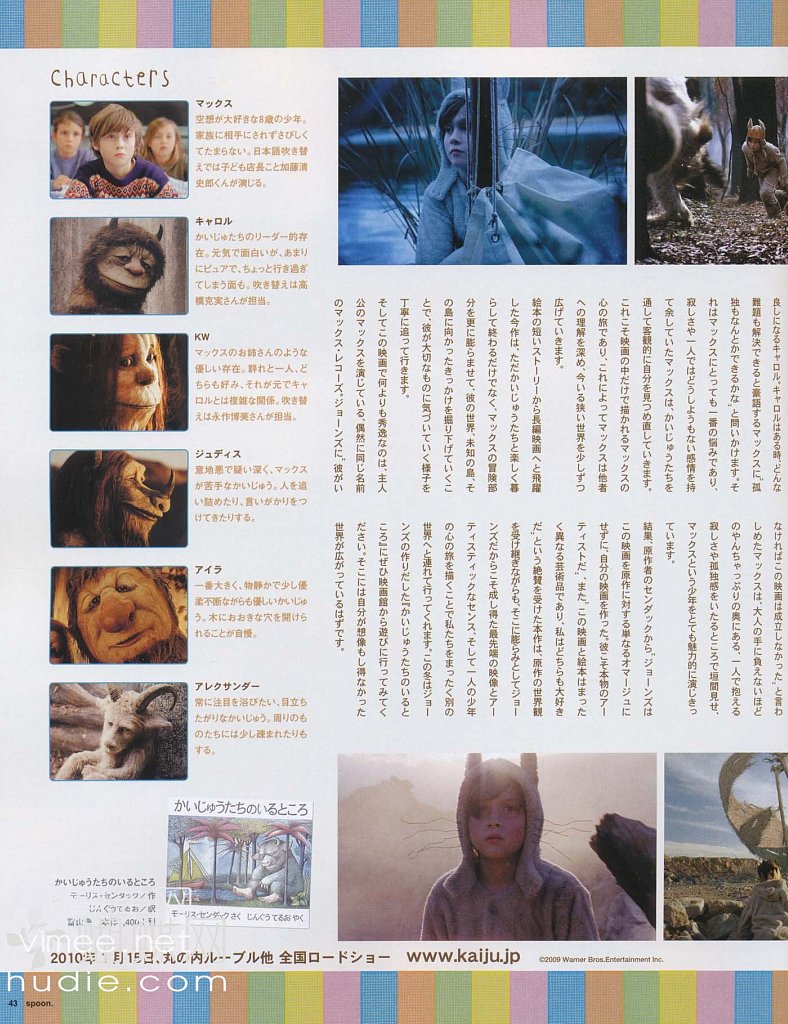 Characters
マックス
空想が大好きな8歳の少年。
家族に相手にされずさびしく
てたまらない。日本語吹き替
えでは子ども店長こと加藤清
史郎くんが演じる。
キャロル
かいじゅうたちのリーダー的存
在。元気で面白いが、あまり
にピュアで、ちょっと行き過ぎ
てしまう面も。吹き替えは高
橋克実さんが担当。
KW
マックスのお姉さんのような
優しい存在。群れと一人、ど
ちらも好み、それが元でキャ
ロルとは複雑な関係。吹き替
えは永作博美さんが担当。
ジュディス
意地悪で疑い深く、マックス
が苦手なかいじゅう。人を追
い詰めたり、言いがかりをつ
けてきたりする。
アイラ
一番大きく、物静かで少し優
柔不断ながらも優しいかいじ
ゅう。木におおきな穴を開けら
れることが自慢。
アレクサンダー
常に注目を浴びたい、目立ち
たがりなかいじゅう。周りのも
のたちには少し疎まれたりも
する。
良しになるキャロル。キャロルはある時、どんな
難題も解決できると豪語するマックスに“孤
独もなんとかできるかな”と問いかけます。そ
れはマックスにとっても一番の悩みであり、
寂しさや一人ではどうしようもない感情を持
て余していたマックスは、かいじゅうたちを
通して客観的に自分を見つめ直していきます。
これこそ映画の中だけで描かれるマックスの
心の旅であり、これによってマックスは他者
への理解を深め、今いる狭い世界を少しずつ
広げていきます。
絵本の短いストーリーから長編映画へと飛躍
した今作は、ただかいじゅうたちと楽しく暮
らして終わるだけでなく、マックスの冒険部
分を更に膨らませて、彼の世界、未知の島、そ
の島に向かったきっかけを掘り下げていくこ
とで、彼が大切なものに気づいていく様子を
丁寧に追って行きます。
そしてこの映画で何よりも秀逸なのは、主人
公のマックスを演じている、偶然に同じ名前
のマックス・レコーズ。ジョーンズに“彼がい
なければこの映画は成立しなかった”と言わ
しめたマックスは、大人の手に負えないほど
のやんちゃっぷりの奥にある、一人で抱える
寂しさや孤独感をいたるところで垣間見せ、
マックスという少年をとても魅力的に演じきっ
ています。
結果、原作者のセンダックから“ジョーンズは
この映画を原作に対する単なるオマージュに
せずに、自分の映画を作った。彼こそ本物のアー
ティストだ”、また“この映画と絵本はまった
く異なる芸術品であり、私はどちらも大好き
だ”という絶賛を受けた本作は、原作の世界観
を受け継ぎながらも、そこに膨らみとしてジョー
ンズだからこそ成し得た最先端の映像とアー
ティスティックなセンス、そして一人の少年
の心の旅を描くことで私たちをまったく別の
世界へと連れて行ってくれます。この冬はジョー
ンズの作りだした『かいじゅうたちのいると
ころ』にぜひ映画館から遊びに行ってみてく
ださい。そこには自分が想像もし得なかった
世界が広がっているはずです。
かいじゅうたちのいるところ
モーリス・センダック さく じんぐうてるお やく
かいじゅうたちのいるところ
モーリス・センダック／作
じんぐうてるお／訳
vimee.net
hudie.com
2010年1月15日、丸の内ルーブル他 全国ロードショー www.kaiju.jp ©2009 Warner Bros.Entertainment Inc.
43 spoon.